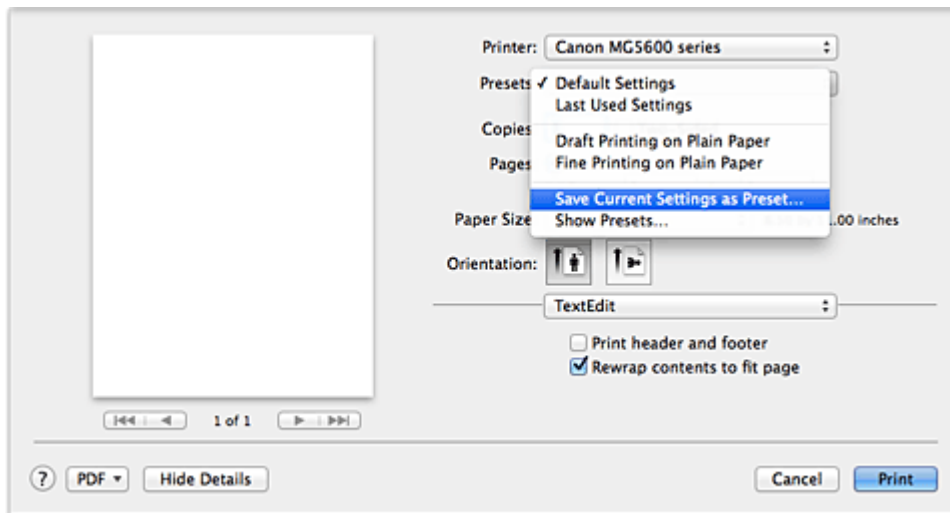 Printer: Canon MG5600 series
Presets ✓ Default Settings
Last Used Settings
Copies
Draft Printing on Plain Paper
Pages Fine Printing on Plain Paper
Save Current Settings as Preset...
Paper Size Show Presets... .00 inches
Orientation:
TextEdit
Print header and footer
Rewrap contents to fit page
1 of 1
? PDF Hide Details Cancel Print